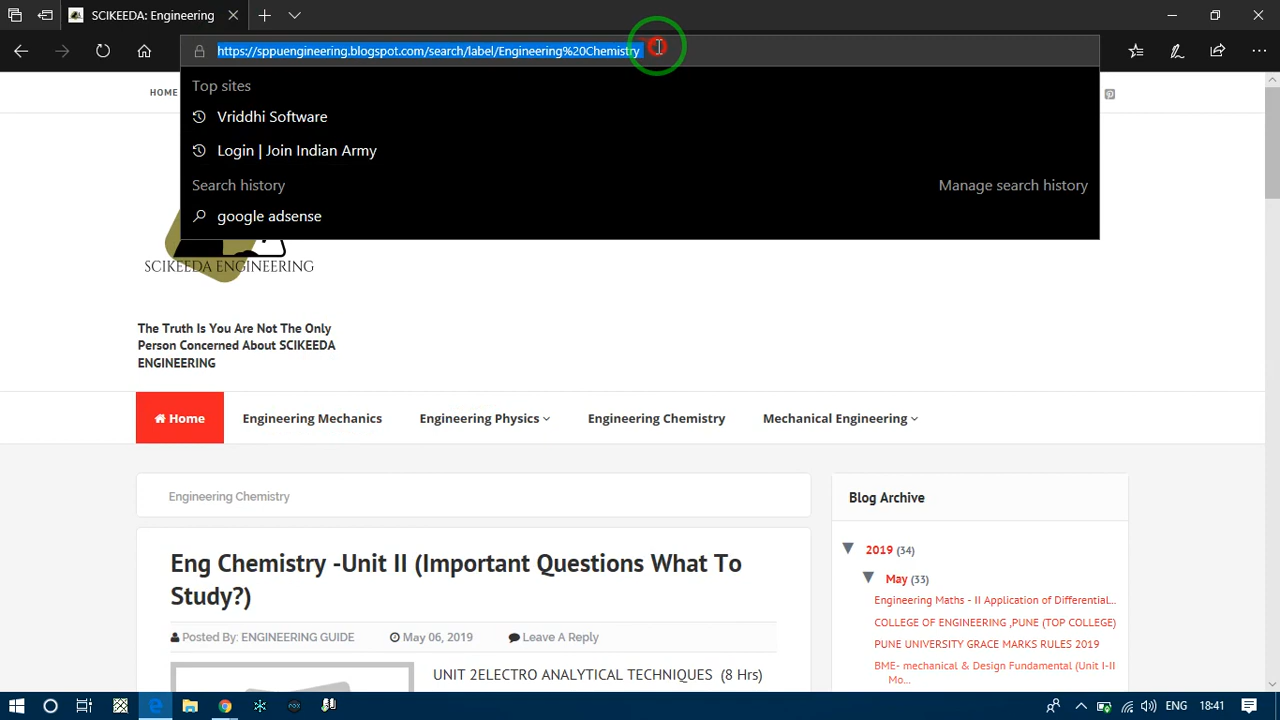 SCIKEEDA: Engineering
https://sppuengineering.blogspot.com/search/label/Engineering%20Chemistry
HOME
Top sites
Vriddhi Software
Login | Join Indian Army
Search history
Manage search history
google adsense
SCIKEEDA ENGINEERING
The Truth Is You Are Not The Only
Person Concerned About SCIKEEDA
ENGINEERING
Home
Engineering Mechanics
Engineering Physics
Engineering Chemistry
Mechanical Engineering
Engineering Chemistry
Eng Chemistry -Unit II (Important Questions What To
Study?)
Posted By: ENGINEERING GUIDE
May 06, 2019
Leave A Reply
UNIT 2ELECTRO ANALYTICAL TECHNIQUES (8 Hrs)
Blog Archive
2019 (34)
May (33)
Engineering Maths - II Application of Differential...
COLLEGE OF ENGINEERING ,PUNE (TOP COLLEGE)
PUNE UNIVERSITY GRACE MARKS RULES 2019
BME- mechanical & Design Fundamental (Unit I-II
Mo...
ENG
18:41